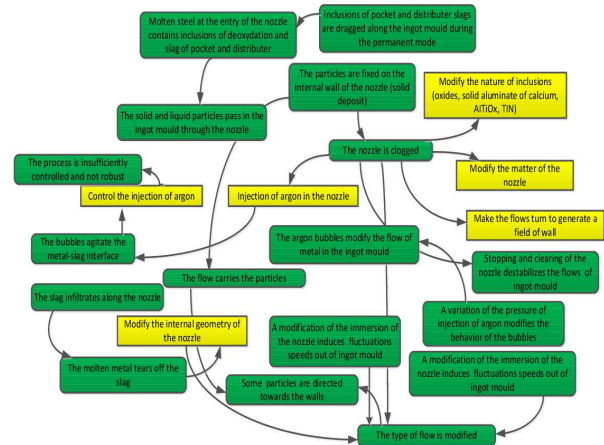 Molten steel at the entry of the nozzle
contains inclusions of deoxydation and
slag of pocket and distributer
Inclusions of pocket and distributer slags
are dragged along the ingot mould during
the permanent mode
The particles are fixed on the
internal wall of the nozzle (solid
deposit)
Modify the nature of inclusions
(oxides, solid aluminate of calcium,
AlTiOx, TIN)
The solid and liquid particles pass in the
ingot mould through the nozzle
The nozzle is clogged
The process is insufficiently
controlled and not robust
Modify the matter of the
nozzle
Control the injection of argon
Injection of argon in the nozzle
Make the flows turn to generate a
field of wall
The bubbles agitate the
metal-slag interface
The argon bubbles modify the flow of
metal in the ingot mould
Stopping and clearing of the
nozzle destabilizes the flows of
ingot mould
The flow carries the particles
The slag infiltrates along the nozzle
A variation of the pressure of
injection of argon modifies the
behavior of the bubbles
Modify the internal geometry of
the nozzle
A modification of the immersion of
the nozzle induces fluctuations
speeds out of ingot mould
A modification of the immersion of the
nozzle induces fluctuations speeds out of
ingot mould
The molten metal tears off the
slag
Some particles are directed
towards the walls
The type of flow is modified